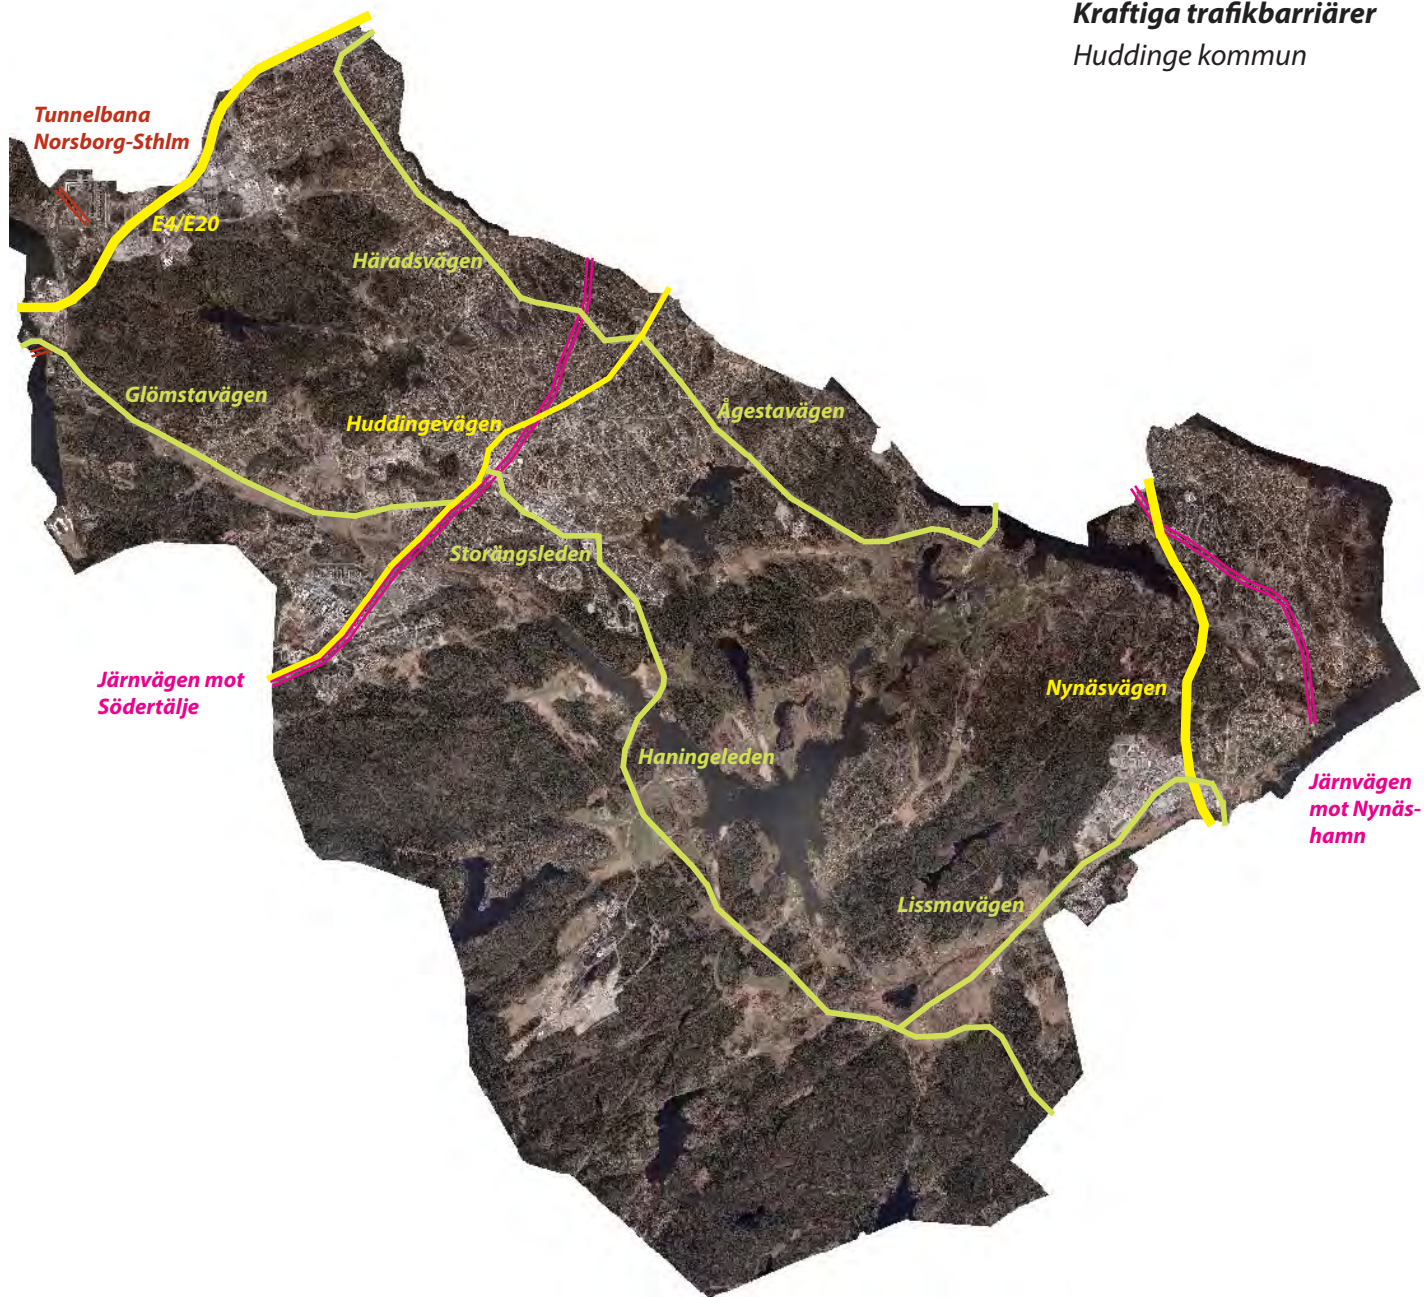 Kraftiga trafikbarriärer
Huddinge kommun
Tunnelbana
Norsborg-Sthlm
E4/E20
Häradsvägen
Glömstavägen
Huddingevägen
Ågestavägen
Storängsleden
Järnvägen mot
Södertälje
Nynäsvägen
Haningeleden
Järnvägen
mot Nynäs-
hamn
Lissmavägen